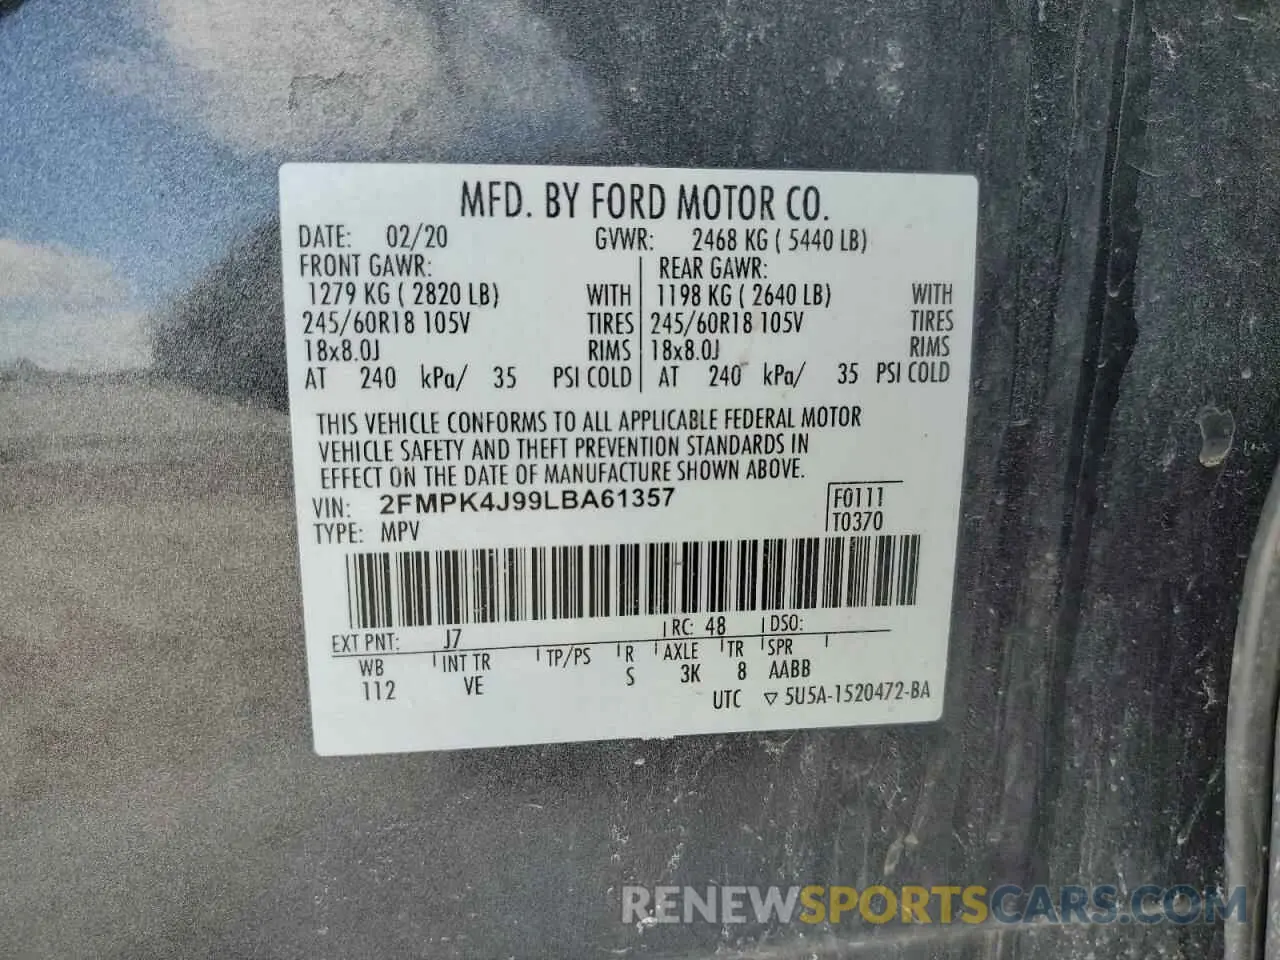 MFD. BY FORD MOTOR CO.
DATE: 02/20 GVWR: 2468 KG ( 5440 LB)
FRONT GAWR: REAR GAWR:
1279 KG ( 2820 LB) WITH 1198 KG ( 2640 LB) WITH
245/60R18 105V TIRES 245/60R18 105V TIRES
18x8.0J RIMS 18x8.0J RIMS
AT 240 kPa/ 35 PSI COLD AT 240 kPa/ 35 PSI COLD
THIS VEHICLE CONFORMS TO ALL APPLICABLE FEDERAL MOTOR
VEHICLE SAFETY AND THEFT PREVENTION STANDARDS IN
EFFECT ON THE DATE OF MANUFACTURE SHOWN ABOVE.
VIN: 2FMPK4J99LBA61357 F0111
TYPE: MPV T0370
EXT PNT: J7 RC: 48 DSO:
WB INT TR TP/PS R AXLE TR SPR
112 VE S 3K 8 AABB
UTC ▽ 5U5A-1520472-BA
RENEWSPORTSCARS.COM